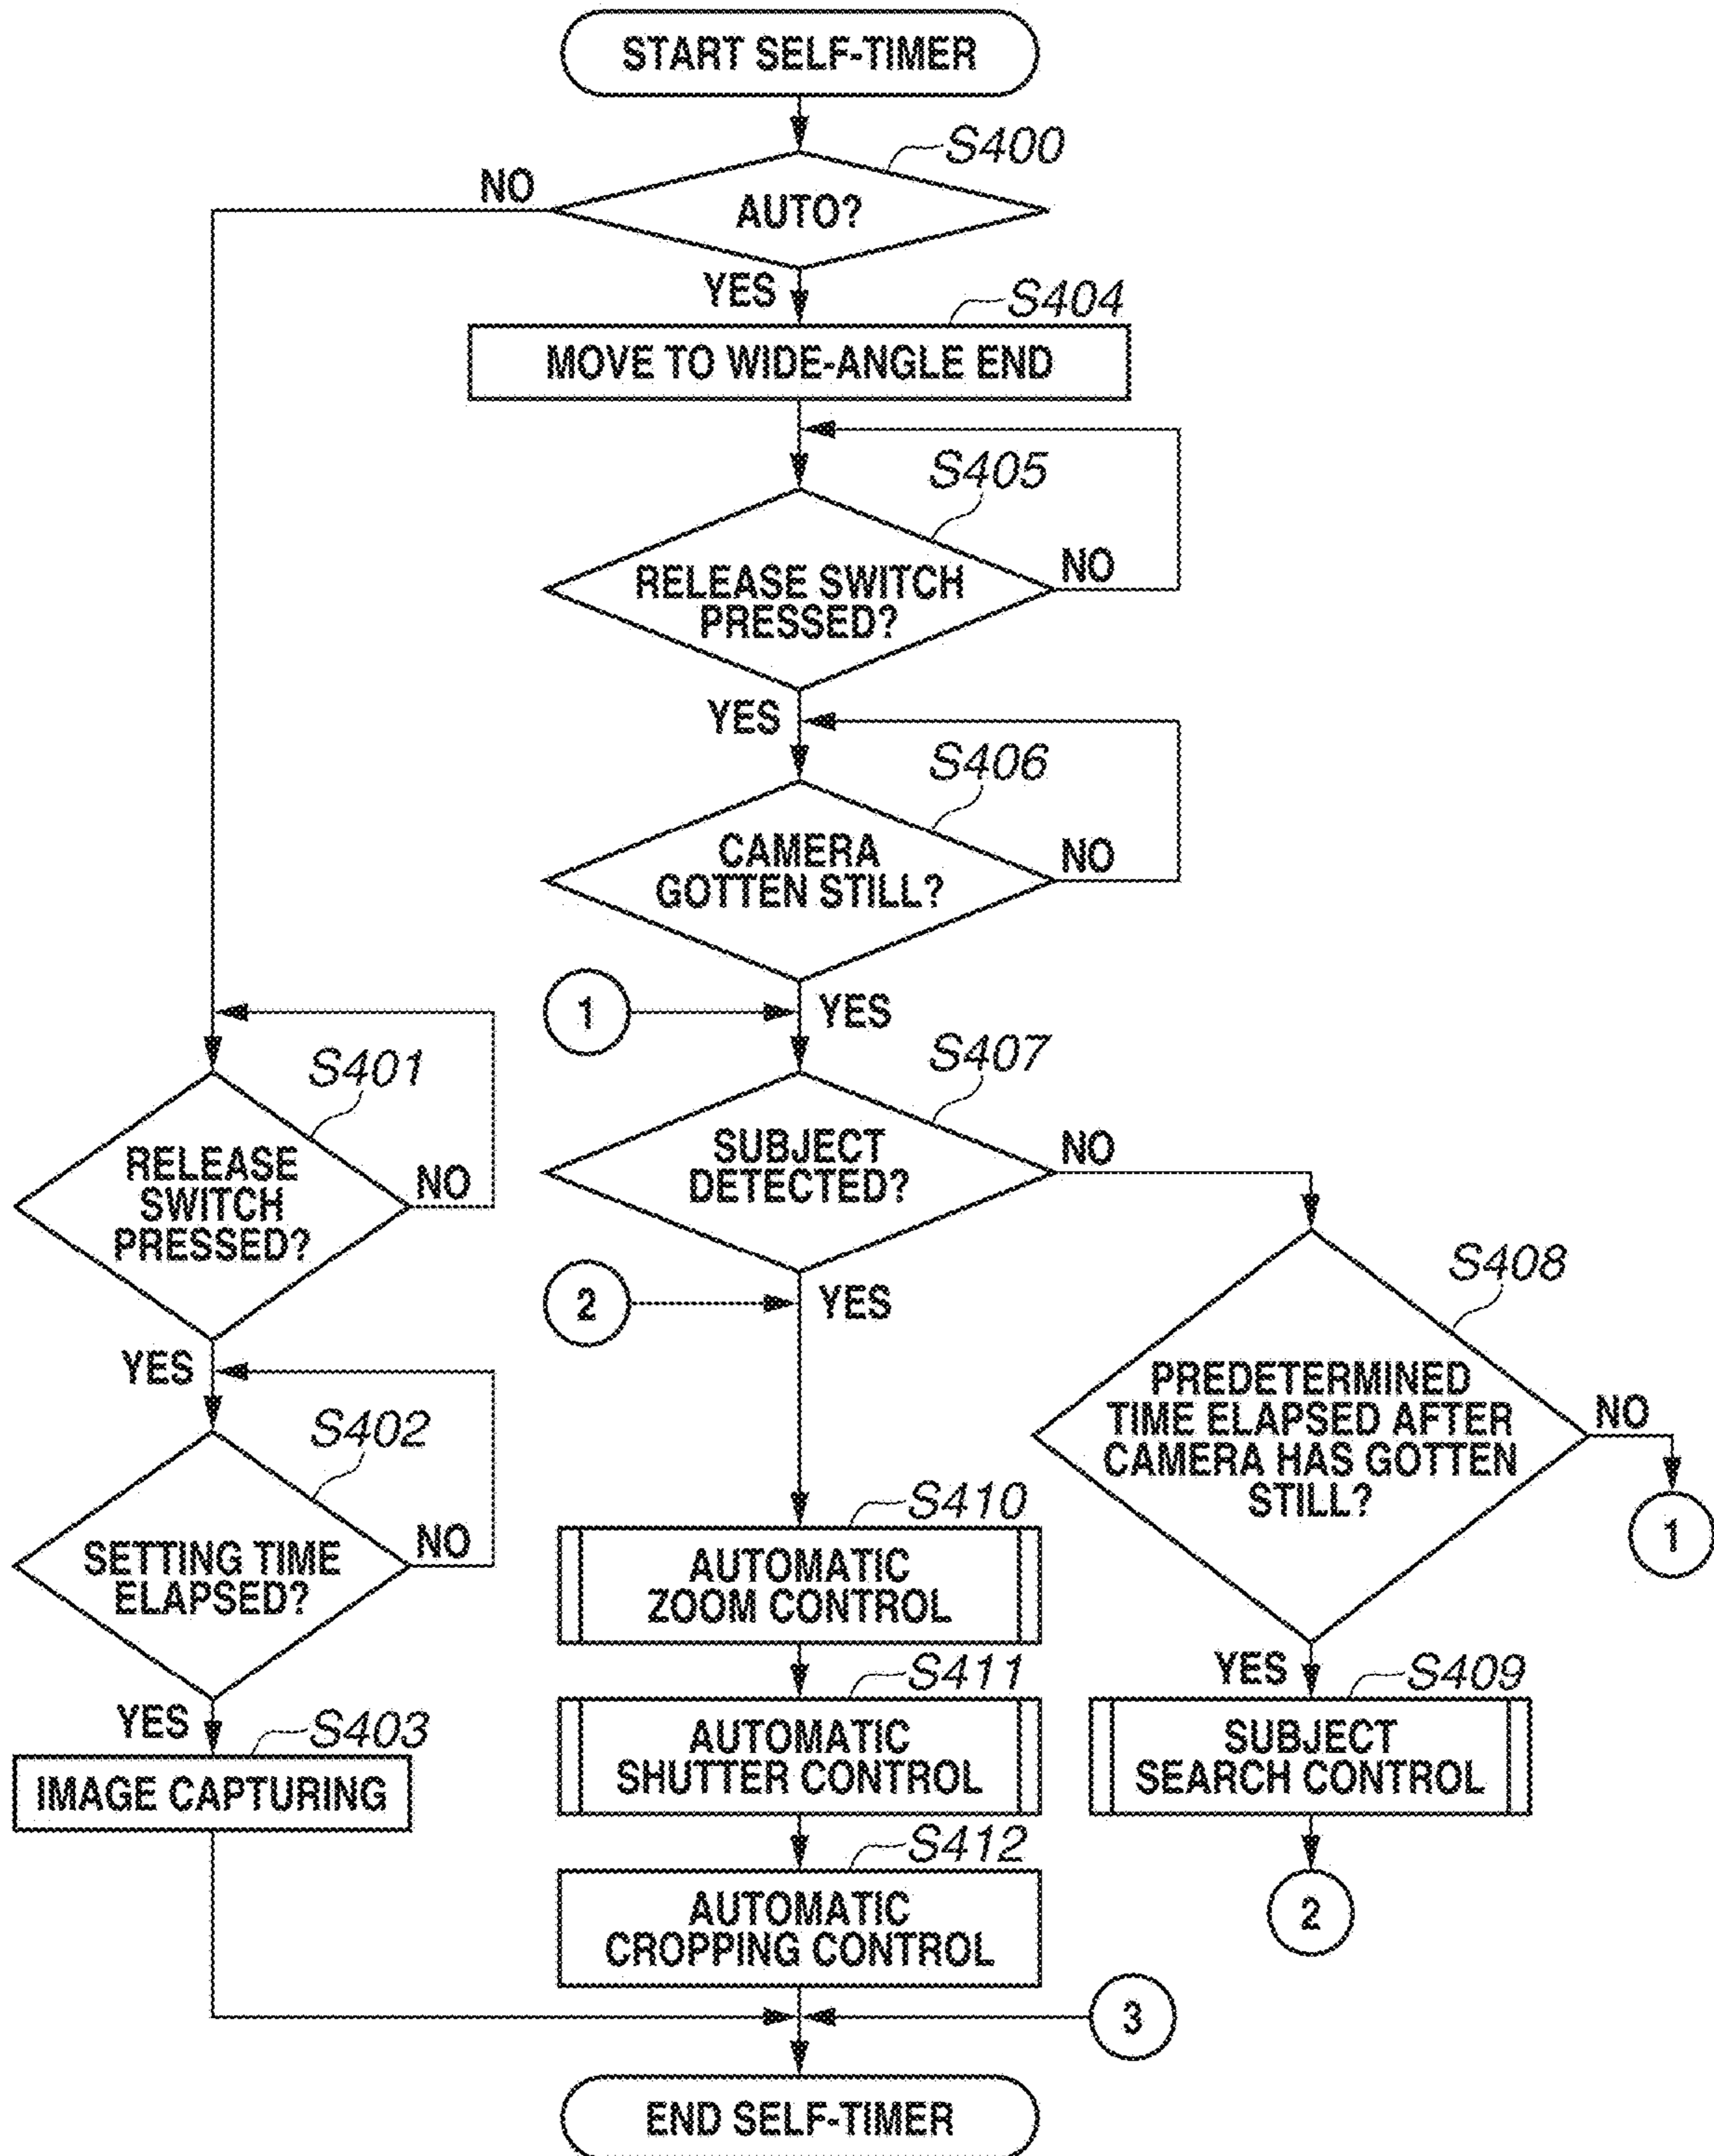 START SELF-TIMER
S400
NO
AUTO?
YES
S404
MOVE TO WIDE-ANGLE END
S405
RELEASE SWITCH
PRESSED?
NO
YES
S406
CAMERA
GOTTEN STILL?
NO
1
YES
S407
SUBJECT
DETECTED?
NO
S401
RELEASE
SWITCH
PRESSED?
NO
2
YES
S408
PREDETERMINED
TIME ELAPSED AFTER
CAMERA HAS GOTTEN
STILL?
NO
1
YES
S402
SETTING TIME
ELAPSED?
NO
S410
AUTOMATIC
ZOOM CONTROL
YES
S409
SUBJECT
SEARCH CONTROL
2
YES
S403
IMAGE CAPTURING
S411
AUTOMATIC
SHUTTER CONTROL
S412
AUTOMATIC
CROPPING CONTROL
3
END SELF-TIMER